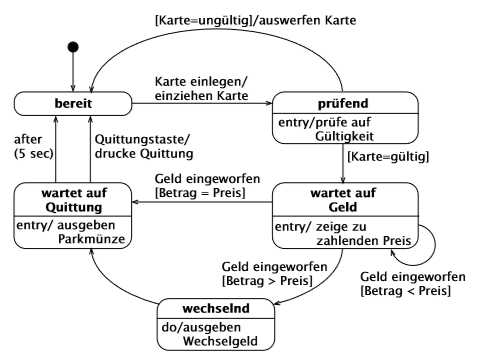 [Karte=ungültig]/auswerfen Karte
Karte einlegen/
einziehen Karte
bereit
prüfend
entry/prüfe auf
Gültigkeit
after
(5 sec)
Quittungstaste/
drucke Quittung
[Karte=gültig]
wartet auf
Quittung
entry/ ausgeben
Parkmünze
Geld eingeworfen
[Betrag = Preis]
wartet auf
Geld
entry/ zeige zu
zahlenden Preis
Geld eingeworfen
[Betrag > Preis]
Geld eingeworfen
[Betrag < Preis]
wechselnd
do/ausgeben
Wechselgeld